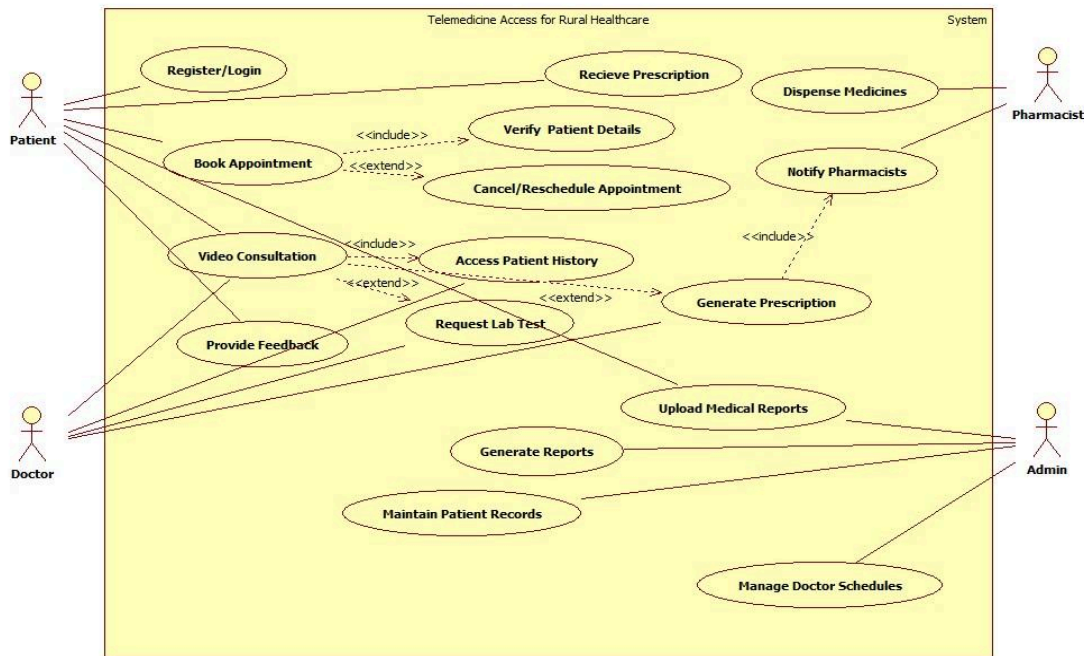 Telemedicine Access for Rural Healthcare
System
Register/Login
Recieve Prescription
Dispense Medicines
Patient
Pharmacist
<<include>>
Verify Patient Details
Book Appointment
<<extend>>
Cancel/Reschedule Appointment
Notify Pharmacists
<<include>>
Video Consultation
<<include>>
Access Patient History
<<extend>>
<<extend>>
Generate Prescription
Request Lab Test
Provide Feedback
Upload Medical Reports
Generate Reports
Doctor
Admin
Maintain Patient Records
Manage Doctor Schedules